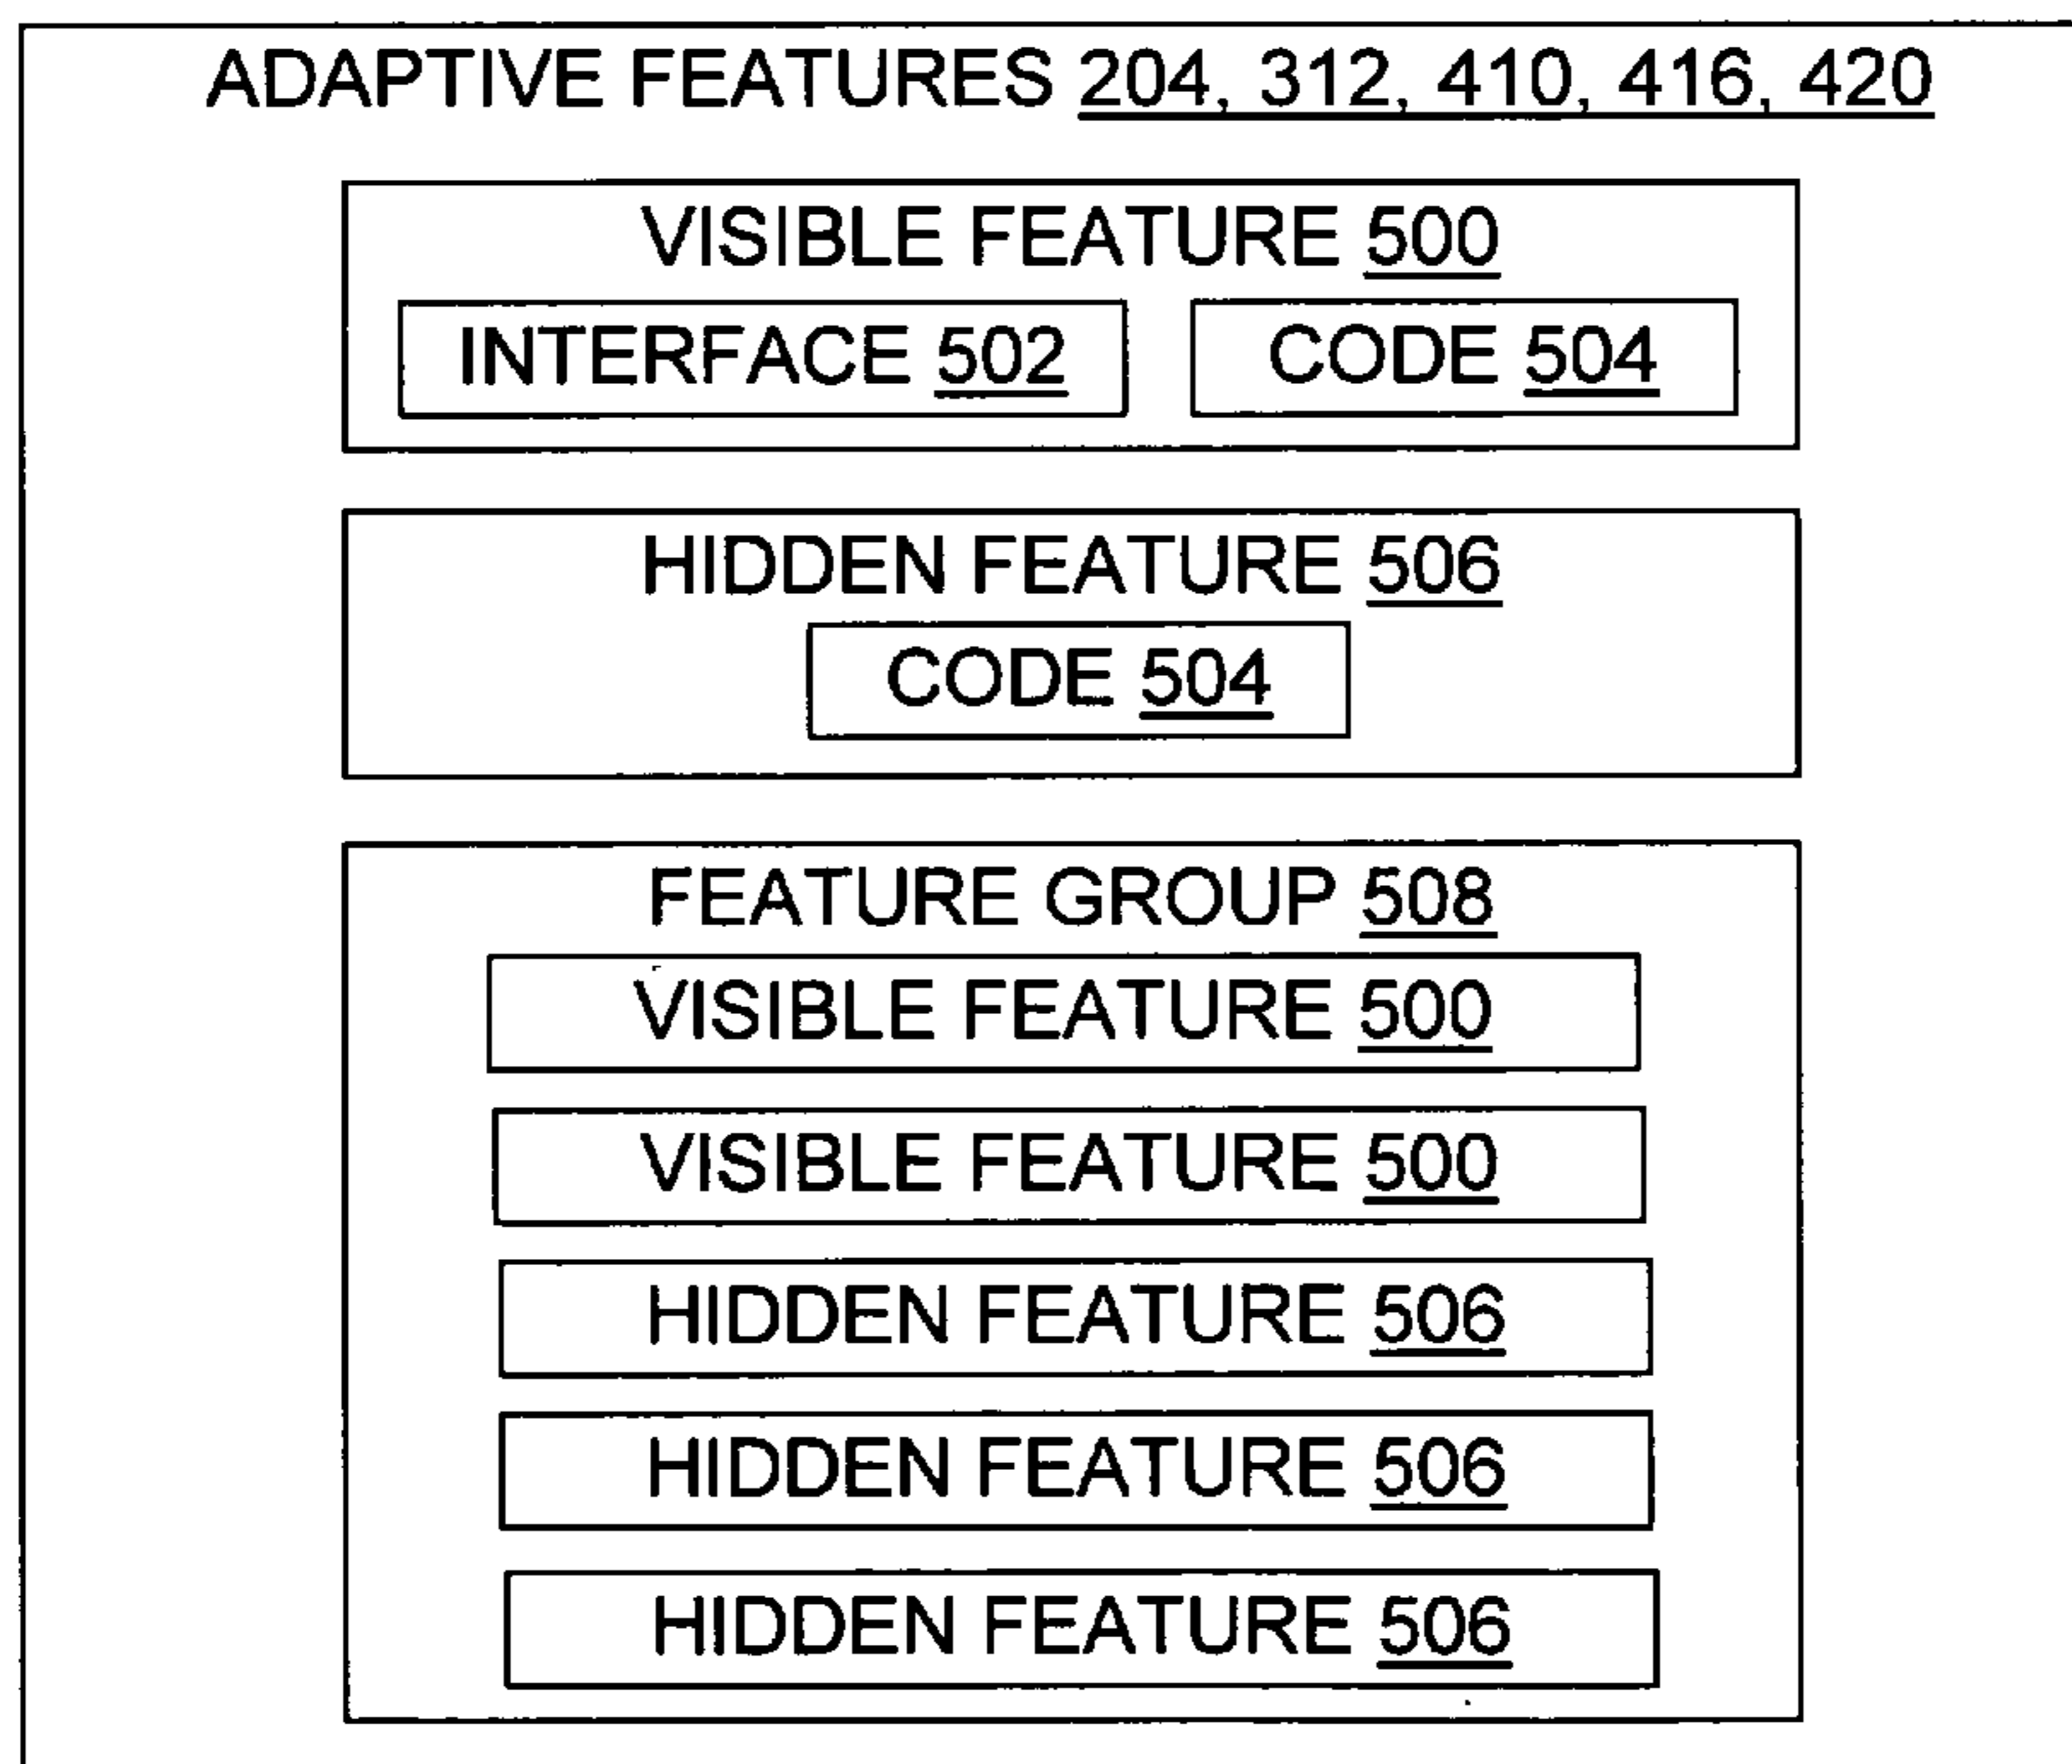 ADAPTIVE FEATURES 204, 312, 410, 416, 420
VISIBLE FEATURE 500
INTERFACE 502
CODE 504
HIDDEN FEATURE 506
CODE 504
FEATURE GROUP 508
VISIBLE FEATURE 500
VISIBLE FEATURE 500
HIDDEN FEATURE 506
HIDDEN FEATURE 506
HIDDEN FEATURE 506